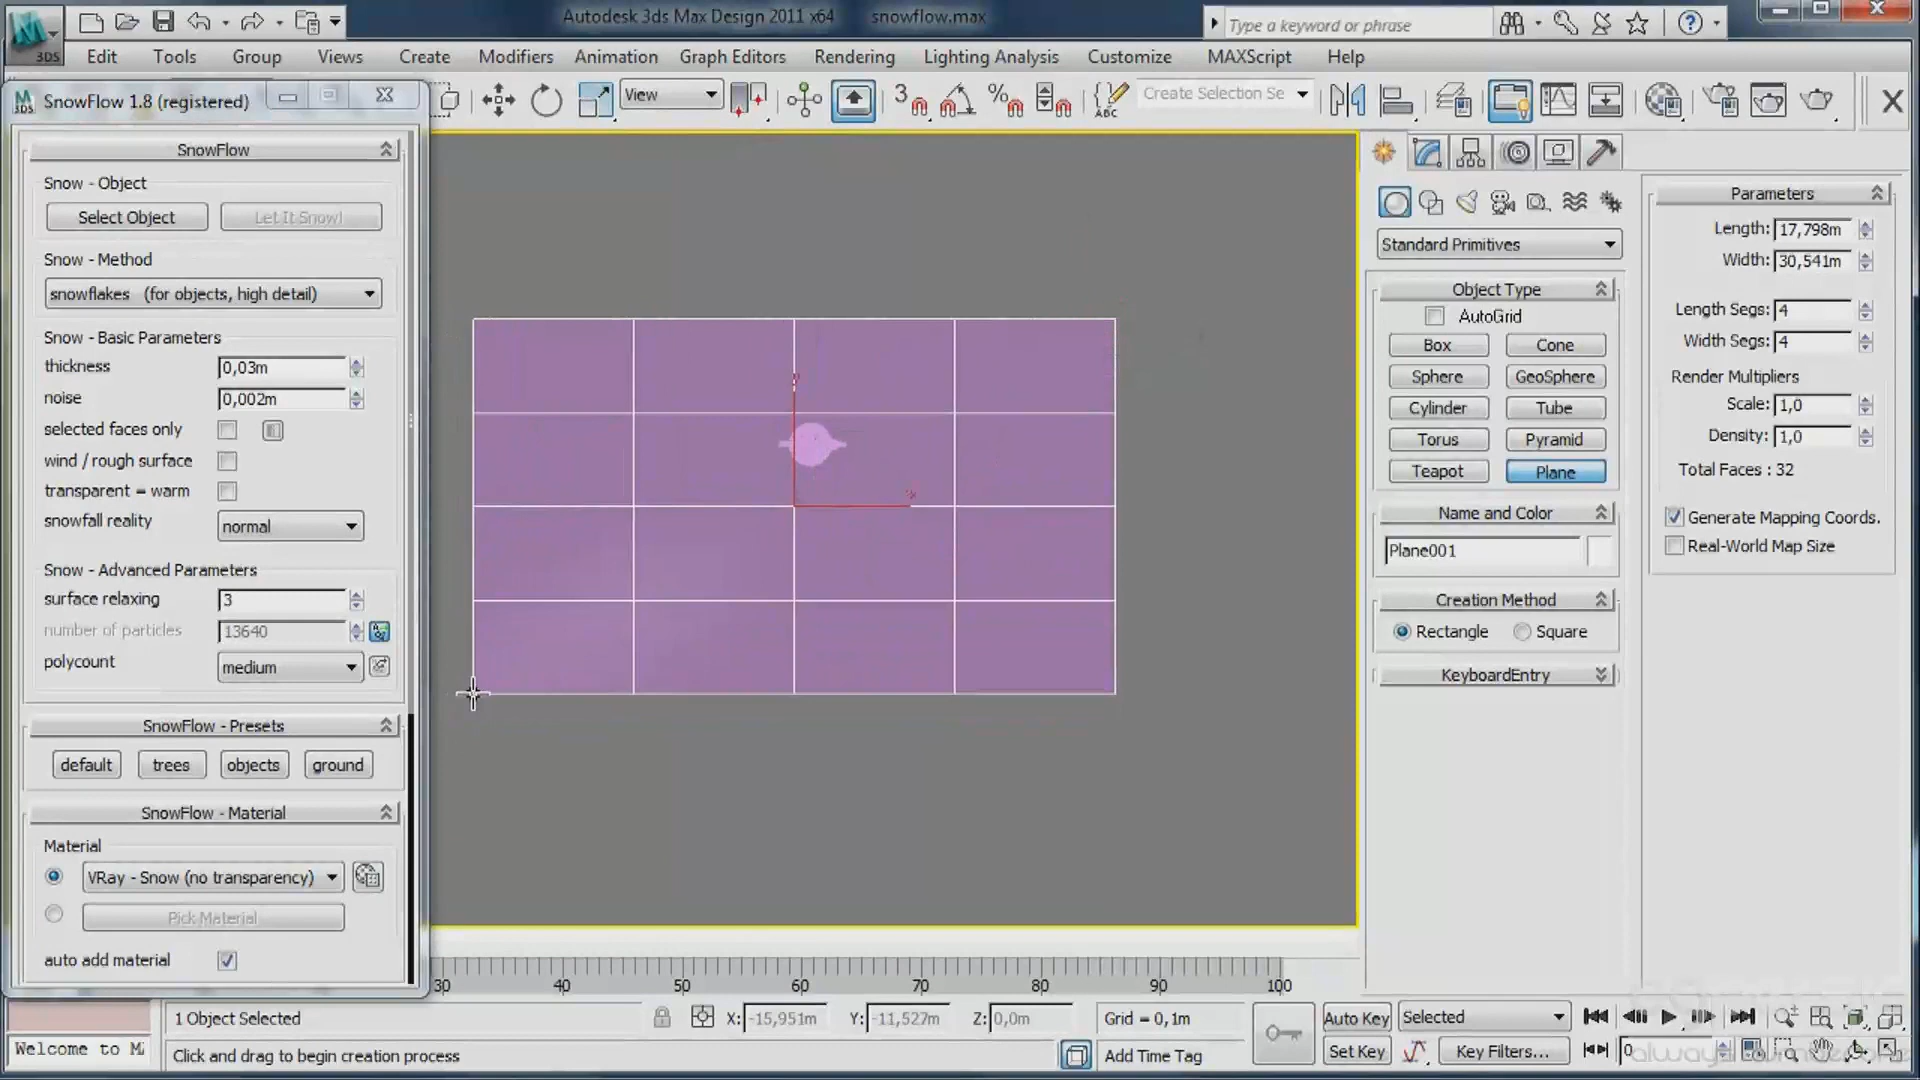 Autodesk 3ds Max Design 2011 x64 snowflow.max
Type a keyword or phrase
3DS
Edit Tools Group Views Create Modifiers Animation Graph Editors Rendering Lighting Analysis Customize MAXScript Help
SnowFlow 1.8 (registered)
View
Create Selection Se
SnowFlow
Snow - Object
Select Object Let It Snow!
Snow - Method
snowflakes (for objects, high detail)
Snow - Basic Parameters
thickness 0,03m
noise 0,002m
selected faces only
wind / rough surface
transparent = warm
snowfall reality normal
Snow - Advanced Parameters
surface relaxing 3
number of particles 13640
polycount medium
SnowFlow - Presets
default trees objects ground
SnowFlow - Material
Material
VRay - Snow (no transparency)
Pick Material
auto add material
Standard Primitives
Object Type
AutoGrid
Box Cone
Sphere GeoSphere
Cylinder Tube
Torus Pyramid
Teapot Plane
Name and Color
Plane001
Creation Method
Rectangle Square
KeyboardEntry
Parameters
Length: 17,798m
Width: 30,541m
Length Segs: 4
Width Segs: 4
Render Multipliers
Scale: 1,0
Density: 1,0
Total Faces : 32
Generate Mapping Coords.
Real-World Map Size
30 40 50 60 70 80 90 100
1 Object Selected X: -15,951m Y: -11,527m Z: 0,0m Grid = 0,1m Auto Key Selected
Welcome to M
Click and drag to begin creation process Add Time Tag Set Key Key Filters... 0